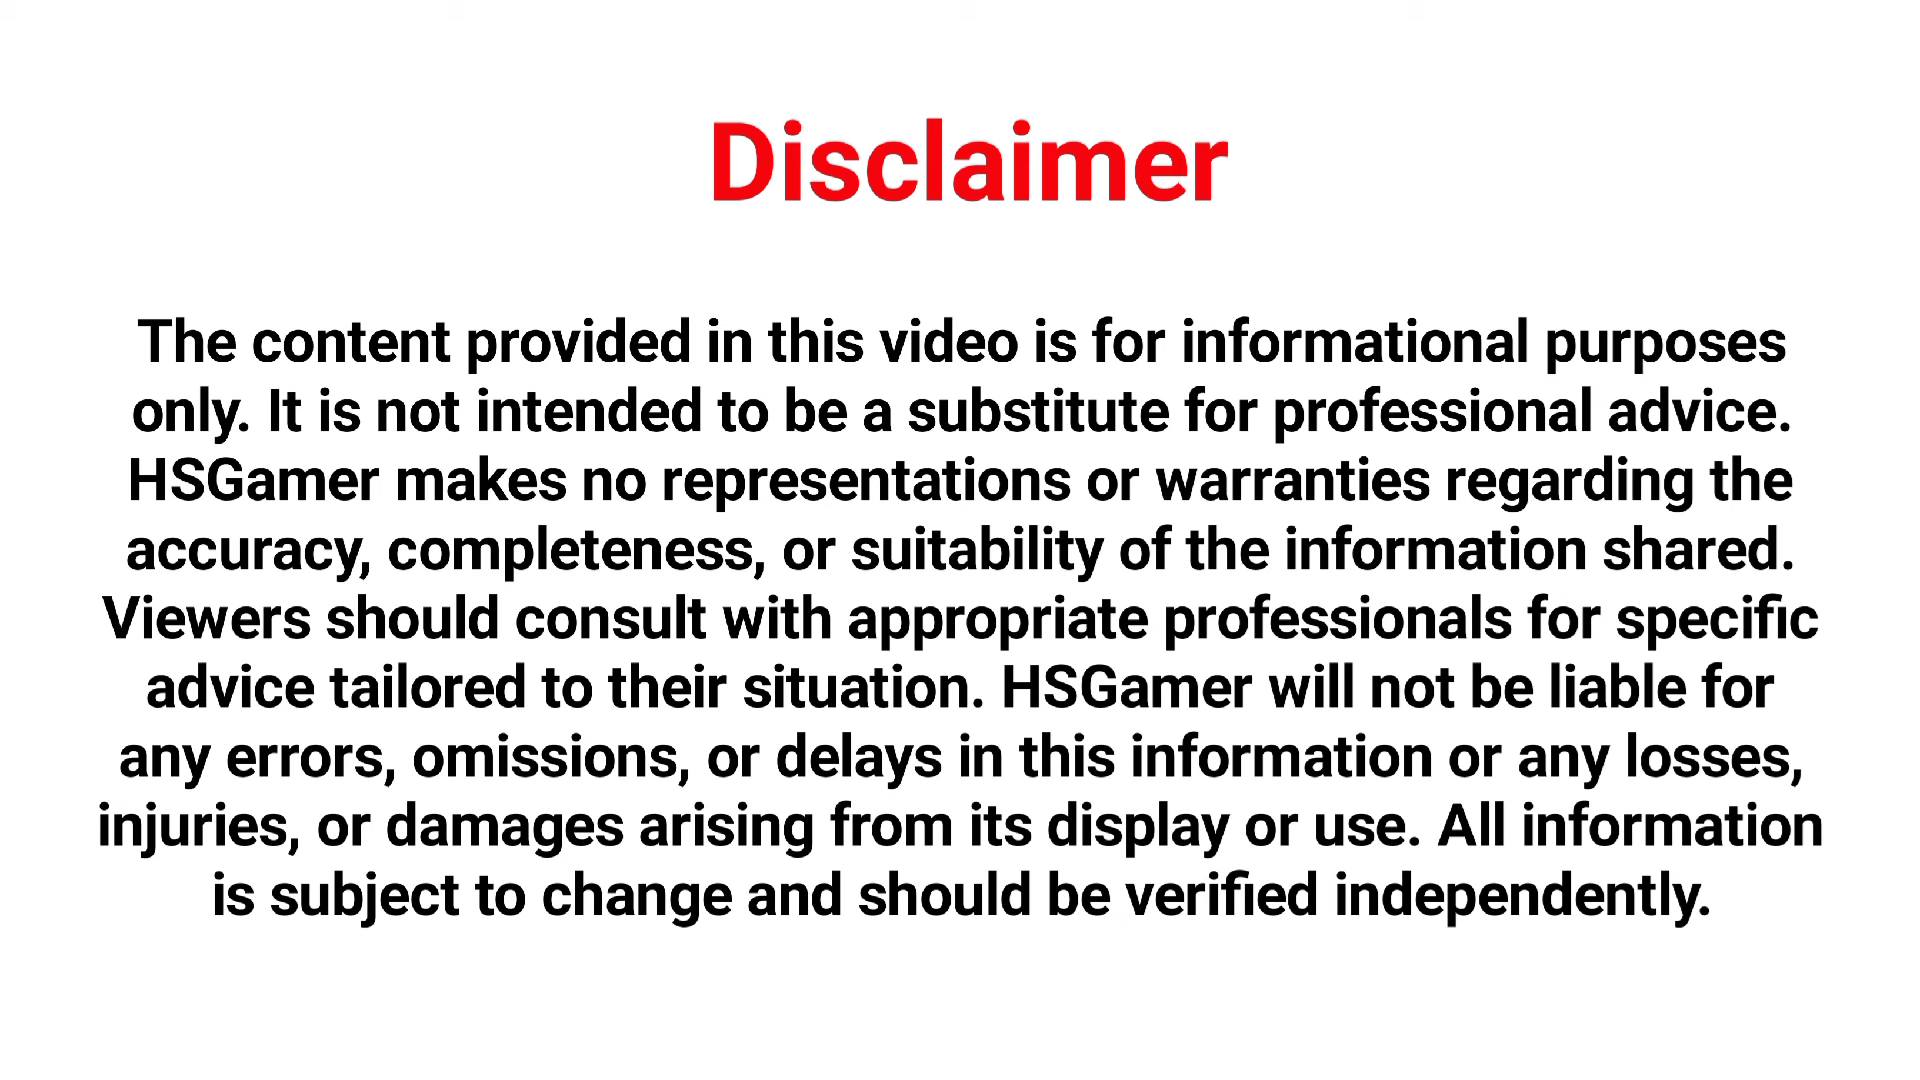 Disclaimer
The content provided in this video is for informational purposes
only. It is not intended to be a substitute for professional advice.
HSGamer makes no representations or warranties regarding the
accuracy, completeness, or suitability of the information shared.
Viewers should consult with appropriate professionals for specific
advice tailored to their situation. HSGamer will not be liable for
any errors, omissions, or delays in this information or any losses,
injuries, or damages arising from its display or use. All information
is subject to change and should be verified independently.